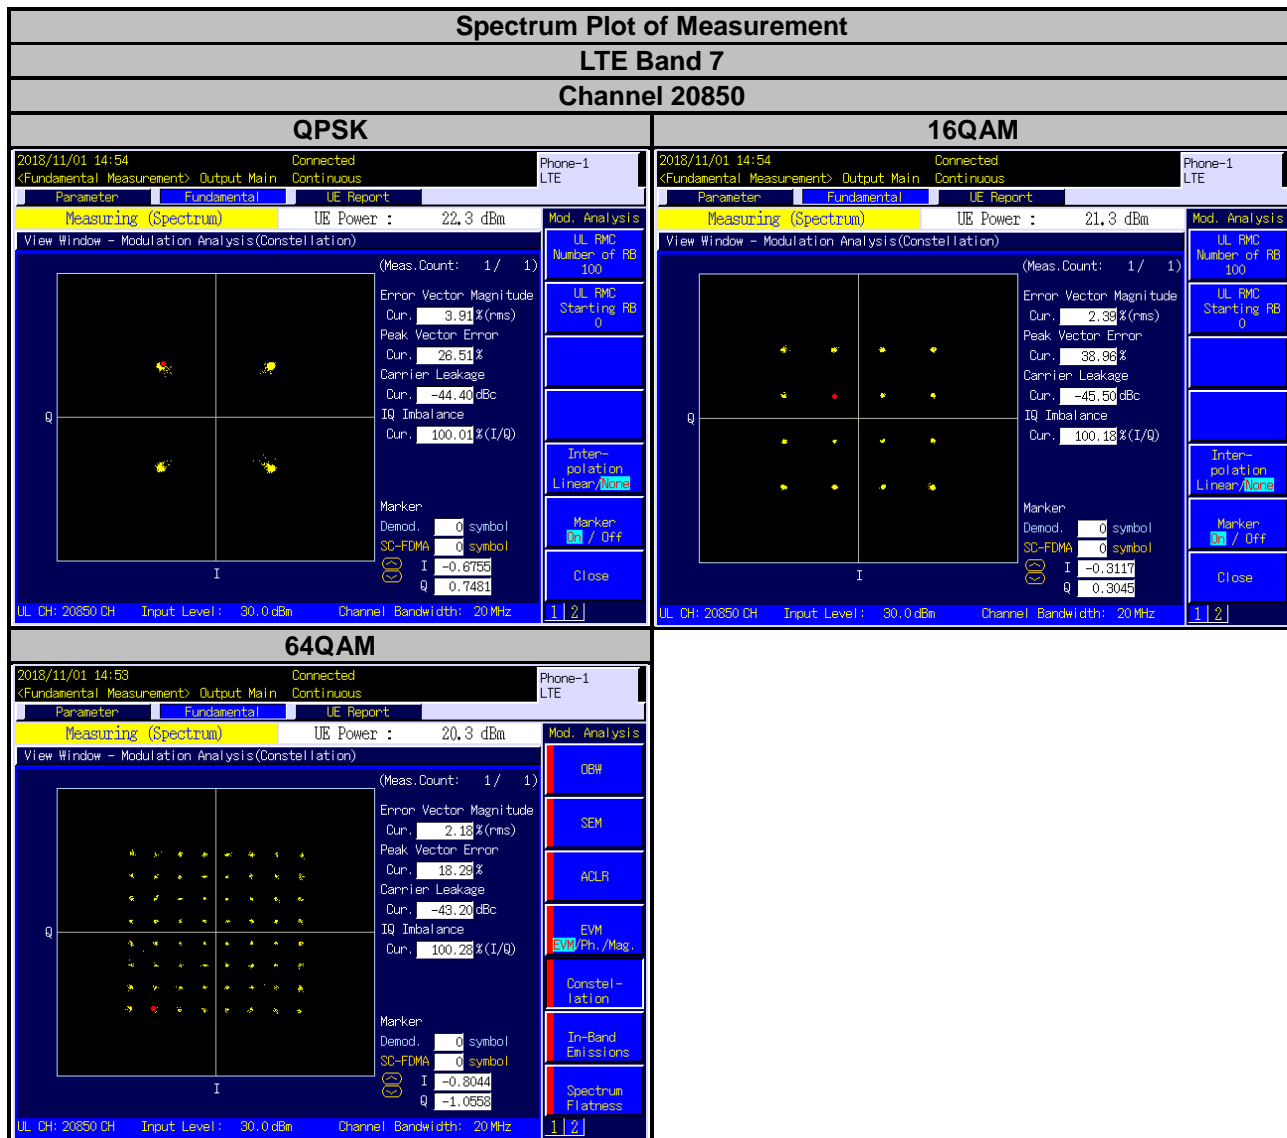 Spectrum Plot of Measurement
LTE Band 7
Channel 20850
QPSK
2018/11/01 14:54 Connected
<Fundamental Measurement> Output Main Continuous
Phone-1
LTE
Parameter Fundamental UE Report
Measuring (Spectrum) UE Power : 22.3 dBm Mod. Analysis
View Window - Modulation Analysis(Constellation)
(Meas.Count: 1/ 1)
Error Vector Magnitude
Cur. 3.91 %(rms)
Peak Vector Error
Cur. 26.51 %
Carrier Leakage
Cur. -44.40 dBc
IQ Imbalance
Cur. 100.01 %(I/Q)
Q
I
Marker
Demod. 0 symbol
SC-FDMA 0 symbol
I -0.6755
Q 0.7481
UL RMC
Number of RB
100
UL RMC
Starting RB
0
Inter-
polation
Linear/None
Marker
On / Off
Close
UL CH: 20850 CH Input Level: 30.0 dBm Channel Bandwidth: 20 MHz 1 2
16QAM
2018/11/01 14:54 Connected
<Fundamental Measurement> Output Main Continuous
Phone-1
LTE
Parameter Fundamental UE Report
Measuring (Spectrum) UE Power : 21.3 dBm Mod. Analysis
View Window - Modulation Analysis(Constellation)
(Meas.Count: 1/ 1)
Error Vector Magnitude
Cur. 2.39 %(rms)
Peak Vector Error
Cur. 38.96 %
Carrier Leakage
Cur. -45.50 dBc
IQ Imbalance
Cur. 100.18 %(I/Q)
Q
I
Marker
Demod. 0 symbol
SC-FDMA 0 symbol
I -0.3117
Q 0.3045
UL RMC
Number of RB
100
UL RMC
Starting RB
0
Inter-
polation
Linear/None
Marker
On / Off
Close
UL CH: 20850 CH Input Level: 30.0 dBm Channel Bandwidth: 20 MHz 1 2
64QAM
2018/11/01 14:53 Connected
<Fundamental Measurement> Output Main Continuous
Phone-1
LTE
Parameter Fundamental UE Report
Measuring (Spectrum) UE Power : 20.3 dBm Mod. Analysis
View Window - Modulation Analysis(Constellation)
(Meas.Count: 1/ 1)
Error Vector Magnitude
Cur. 2.18 %(rms)
Peak Vector Error
Cur. 18.29 %
Carrier Leakage
Cur. -43.20 dBc
IQ Imbalance
Cur. 100.28 %(I/Q)
Q
I
Marker
Demod. 0 symbol
SC-FDMA 0 symbol
I -0.8044
Q -1.0558
OBW
SEM
ACLR
EVM
EVM/Ph./Mag.
Constel-
lation
In-Band
Emissions
Spectrum
Flatness
UL CH: 20850 CH Input Level: 30.0 dBm Channel Bandwidth: 20 MHz 1 2